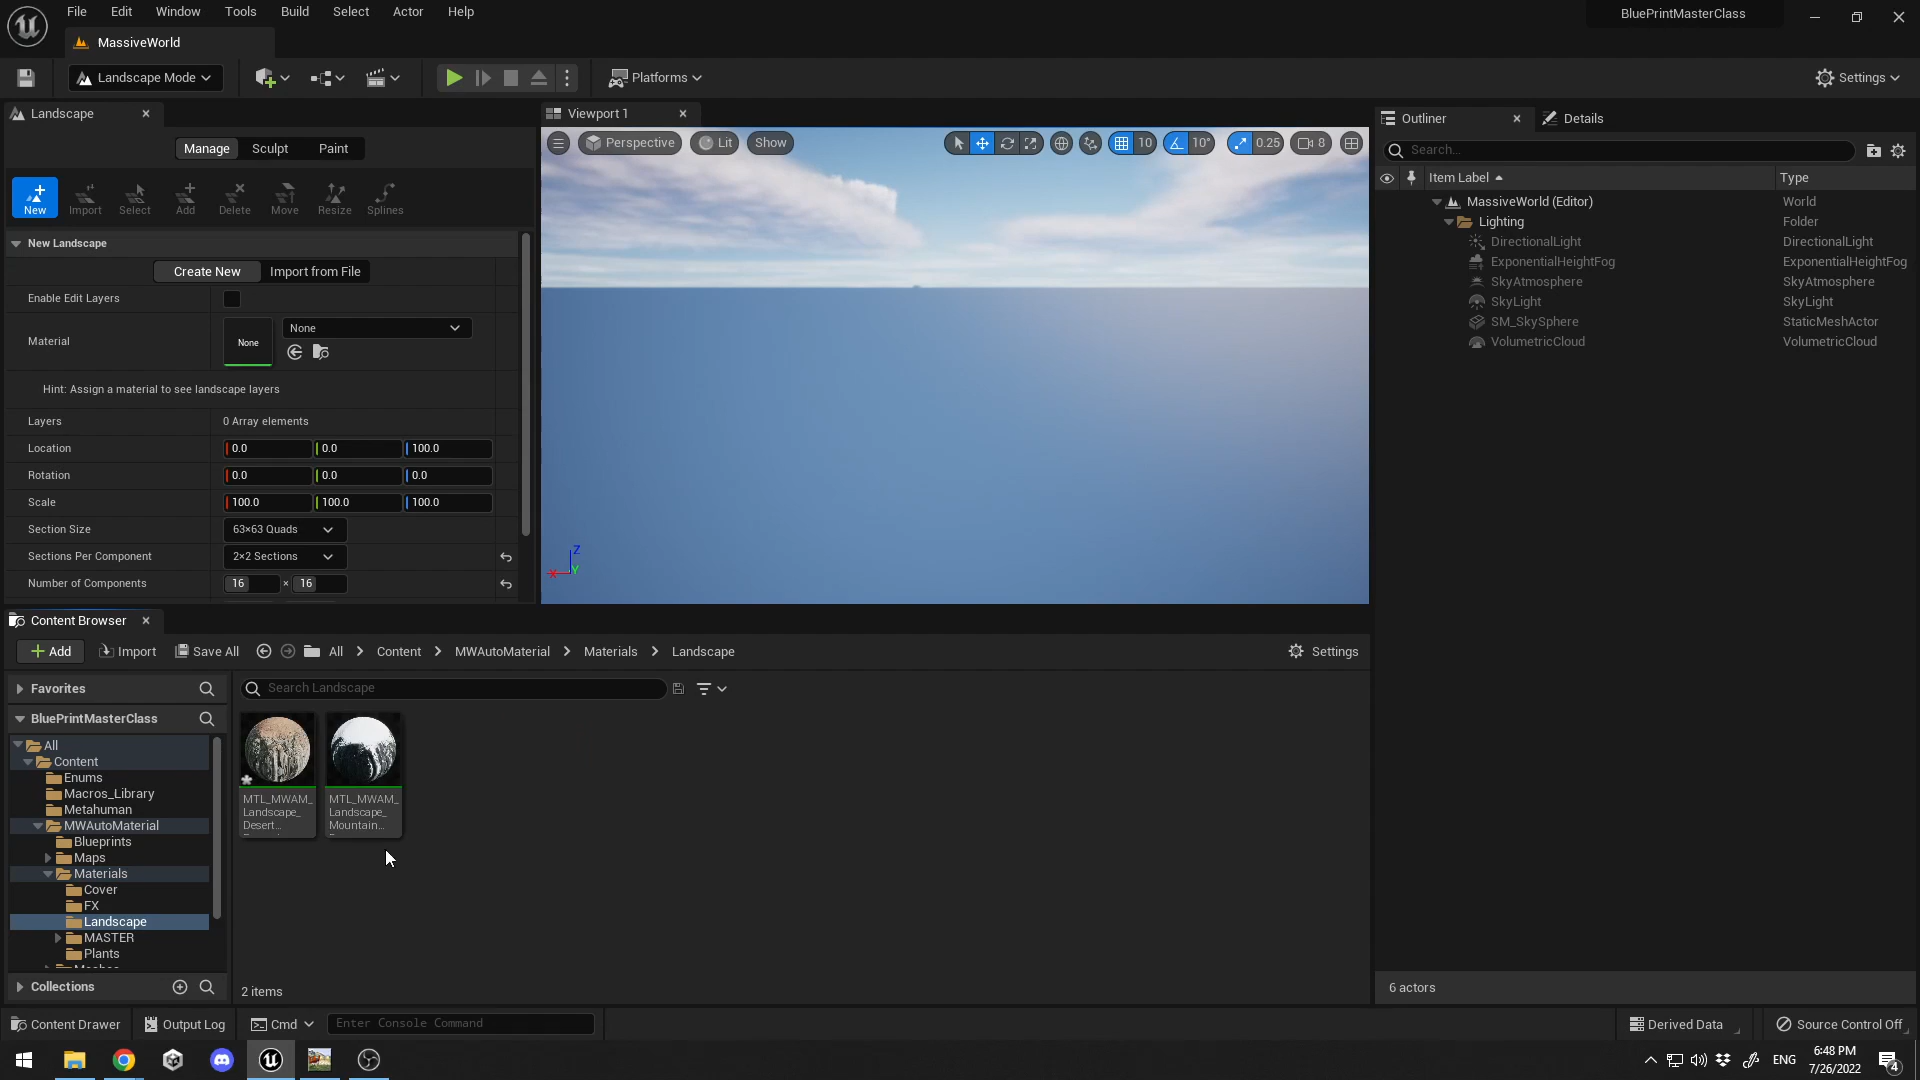 File Edit Window Tools Build Select Actor Help
BluePrintMasterClass
MassiveWorld
Landscape Mode
Platforms
Settings
Landscape
Manage Sculpt Paint
New Import Select Add Delete Move Resize Splines
New Landscape
Create New Import from File
Enable Edit Layers
Material
None
None
Hint: Assign a material to see landscape layers
Layers 0 Array elements
Location 0.0 0.0 100.0
Rotation 0.0 0.0 0.0
Scale 100.0 100.0 100.0
Section Size 63×63 Quads
Sections Per Component 2×2 Sections
Number of Components 16 × 16
Viewport 1
Perspective Lit Show 10 10° 0.25 8
Z
X Y
Outliner Details
Search...
Item Label Type
MassiveWorld (Editor) World
Lighting Folder
DirectionalLight DirectionalLight
ExponentialHeightFog ExponentialHeightFog
SkyAtmosphere SkyAtmosphere
SkyLight SkyLight
SM_SkySphere StaticMeshActor
VolumetricCloud VolumetricCloud
6 actors
Content Browser
Add Import Save All All Content MWAutoMaterial Materials Landscape Settings
Favorites
BluePrintMasterClass
All
Content
Enums
Macros_Library
Metahuman
MWAutoMaterial
Blueprints
Maps
Materials
Cover
FX
Landscape
MASTER
Plants
Collections
Search Landscape
MTL_MWAM_
Landscape_
Desert...
MTL_MWAM_
Landscape_
Mountain...
2 items
Content Drawer Output Log Cmd Enter Console Command Derived Data Source Control Off
ENG
6:48 PM
7/26/2022
4